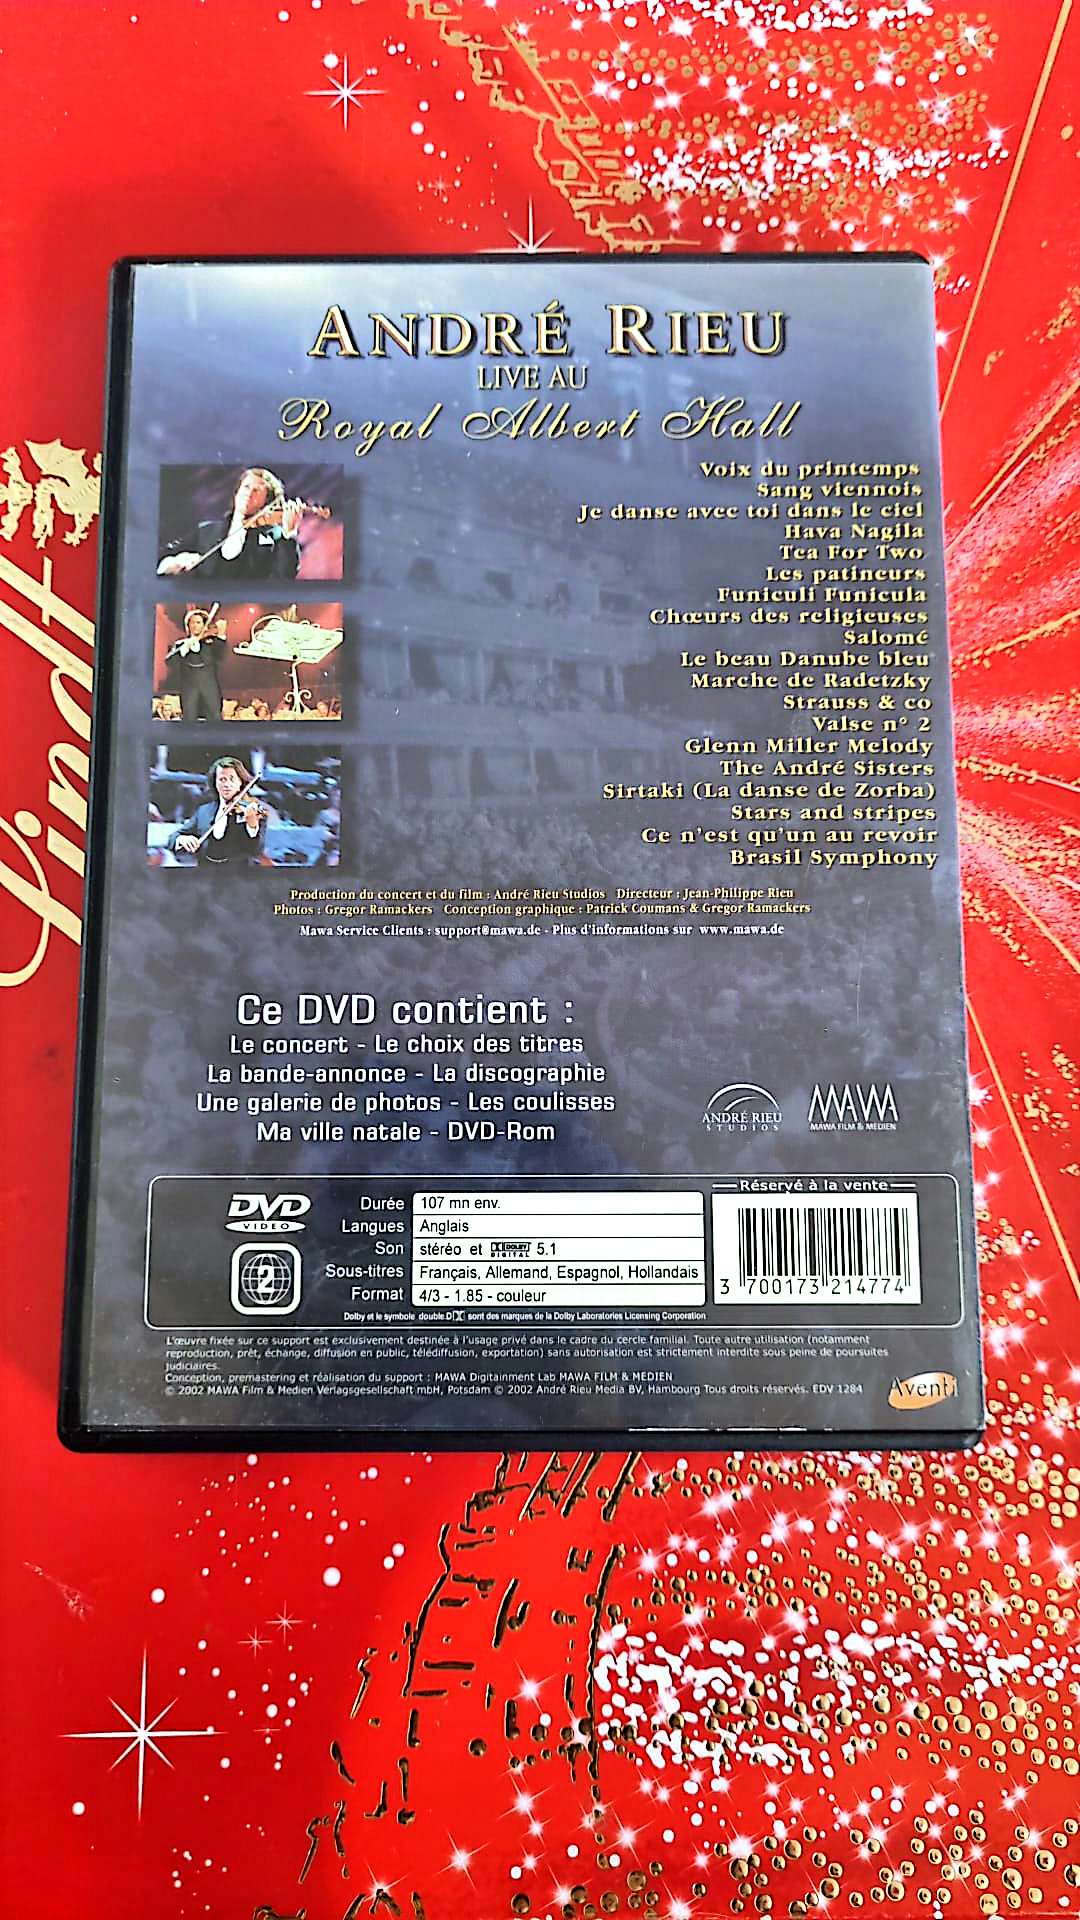 ANDRÉ RIEU
LIVE AU
Royal Albert Hall
Voix du printemps
Sang viennois
Je danse avec toi dans le ciel
Hava Nagila
Tea For Two
Les patineurs
Funiculi Funicula
Chœurs des religieuses
Salomé
Le beau Danube bleu
Marche de Radetzky
Strauss & co
Valse n° 2
Glenn Miller Melody
The André Sisters
Sirtaki (La danse de Zorba)
Stars and stripes
Ce n'est qu'un au revoir
Brasil Symphony
Production du concert et du film : André Rieu Studios Directeur : Jean-Philippe Rieu
Photos : Gregor Ramackers Conception graphique : Patrick Coumans & Gregor Ramackers
Mawa Service Clients : support@mawa.de - Plus d'informations sur www.mawa.de
Ce DVD contient :
Le concert - Le choix des titres
La bande-annonce - La discographie
Une galerie de photos - Les coulisses
Ma ville natale - DVD-Rom
ANDRÉ RIEU
STUDIOS
MAWA
MAWA FILM & MEDIEN
DVD
VIDEO
2
Durée 107 mn env.
Langues Anglais
Son stéréo et DOLBY DIGITAL 5.1
Sous-titres Français, Allemand, Espagnol, Hollandais
Format 4/3 - 1.85 - couleur
Réservé à la vente
3 700173 214774
Dolby et le symbole double.D sont des marques de la Dolby Laboratories Licensing Corporation
L'œuvre fixée sur ce support est exclusivement destinée à l'usage privé dans le cadre du cercle familial. Toute autre utilisation (notamment
reproduction, prêt, échange, diffusion en public, télédiffusion, exportation) sans autorisation est strictement interdite sous peine de poursuites
judiciaires.
Conception, premastering et réalisation du support : MAWA Digitainment Lab MAWA FILM & MEDIEN
© 2002 MAWA Film & Medien Verlagsgesellschaft mbH, Potsdam © 2002 André Rieu Media BV, Hambourg Tous droits réservés. EDV 1284
Aventi
Lindt